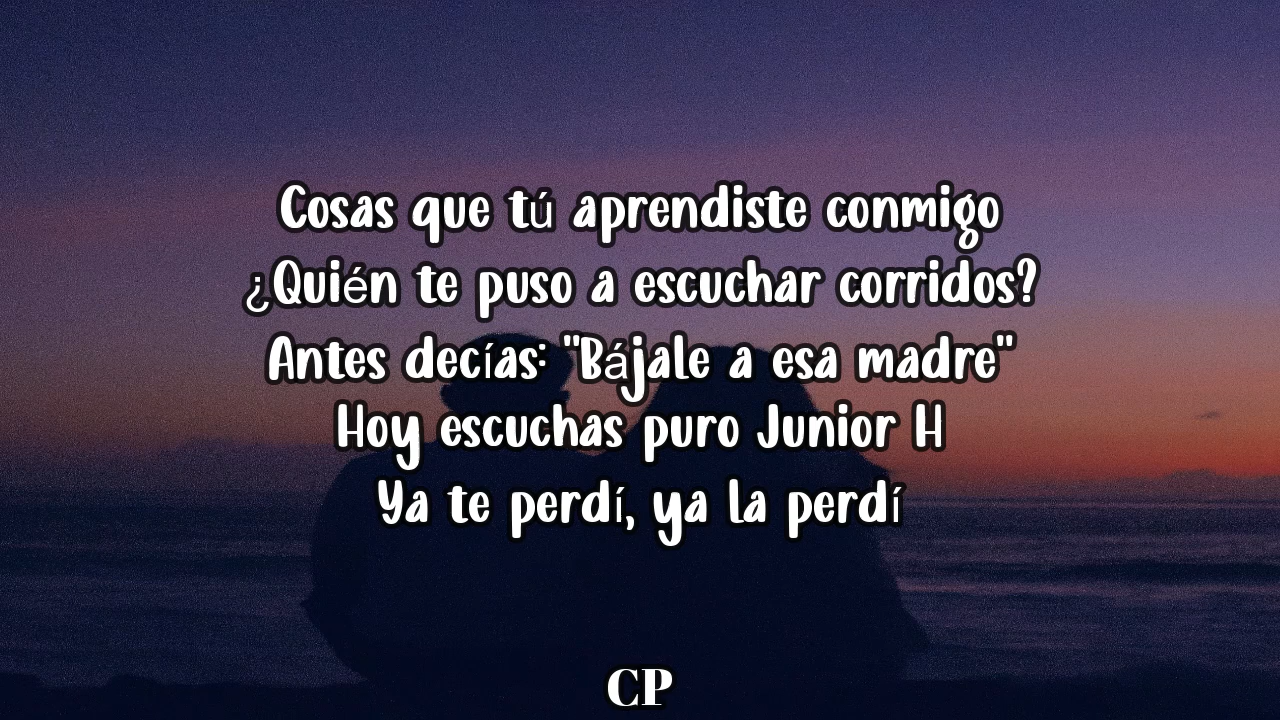 Cosas que tú aprendiste conmigo
¿Quién te puso a escuchar corridos?
Antes decías: "Bájale a esa madre"
Hoy escuchas puro Junior H
Ya te perdí, ya la perdí
CP